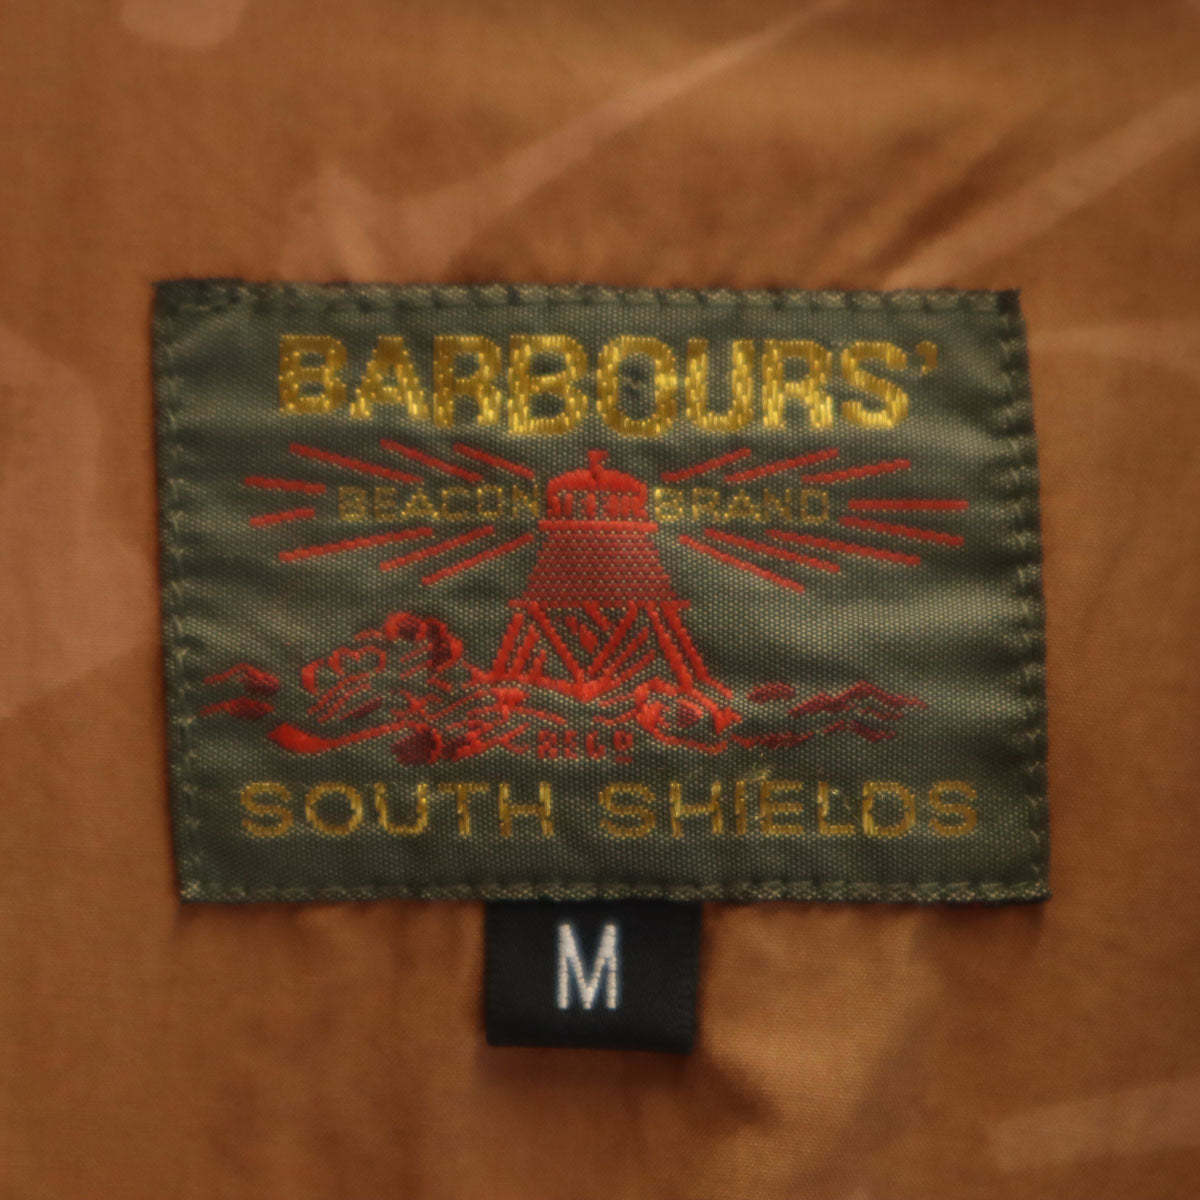 BARBOURS'
BEACON BRAND
REGD
SOUTH SHIELDS
M